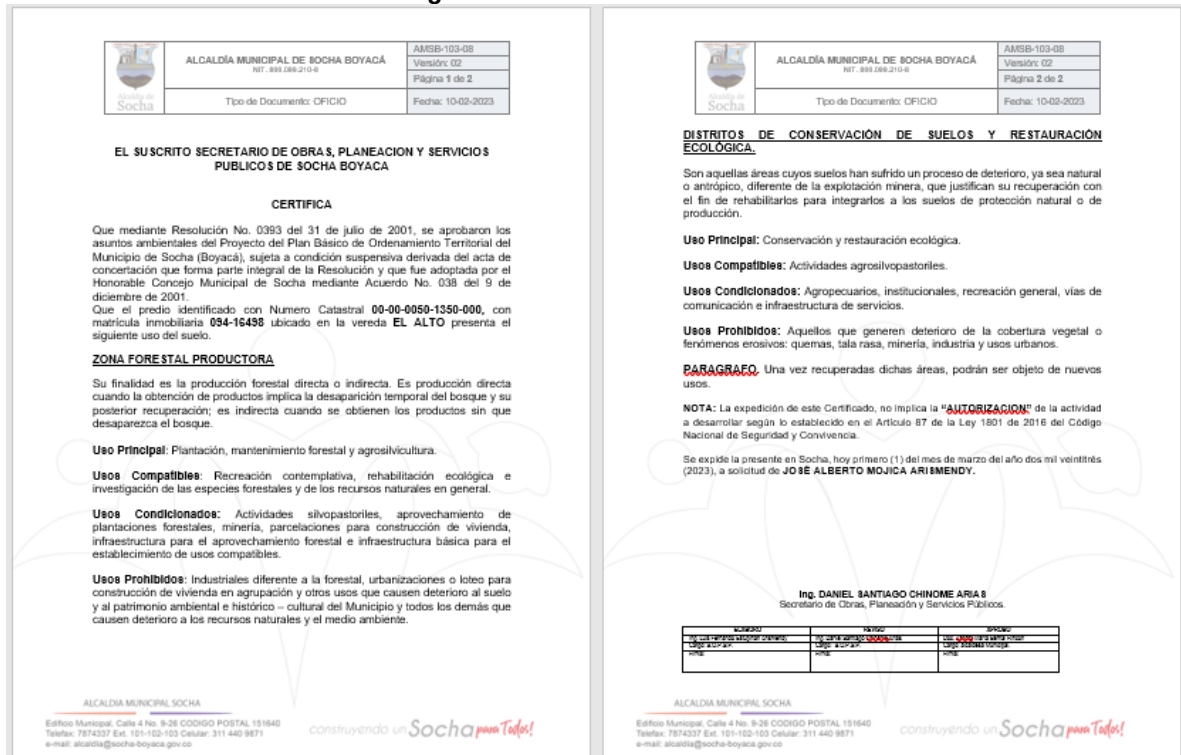 ALCALDÍA MUNICIPAL DE SOCHA BOYACÁ
AMSB-103-08
Versión: 02
Página 1 de 2
Alcaldía de
Socha
Tipo de Documento: OFICIO
Fecha: 10-02-2023
EL SUSCRITO SECRETARIO DE OBRAS, PLANEACION Y SERVICIOS
PUBLICOS DE SOCHA BOYACA
CERTIFICA
Que mediante Resolución No. 0393 del 31 de julio de 2001, se aprobaron los
asuntos ambientales del Proyecto del Plan Básico de Ordenamiento Territorial del
Municipio de Socha (Boyacá), sujeta a condición suspensiva derivada del acta de
concertación que forma parte integral de la Resolución y que fue adoptada por el
Honorable Concejo Municipal de Socha mediante Acuerdo No. 038 del 9 de
diciembre de 2001.
Que el predio identificado con Numero Catastral 00-00-0050-1350-000, con
matrícula inmobiliaria 094-16498 ubicado en la vereda EL ALTO presenta el
siguiente uso del suelo.
ZONA FORESTAL PRODUCTORA
Su finalidad es la producción forestal directa o indirecta. Es producción directa
cuando la obtención de productos implica la desaparición temporal del bosque y su
posterior recuperación; es indirecta cuando se obtienen los productos sin que
desaparezca el bosque.
Uso Principal: Plantación, mantenimiento forestal y agrosilvicultura.
Usos Compatibles: Recreación contemplativa, rehabilitación ecológica e
investigación de las especies forestales y de los recursos naturales en general.
Usos Condicionados: Actividades silvopastoriles, aprovechamiento de
plantaciones forestales, minería, parcelaciones para construcción de vivienda,
infraestructura para el aprovechamiento forestal e infraestructura básica para el
establecimiento de usos compatibles.
Usos Prohibidos: Industriales diferente a la forestal, urbanizaciones o loteo para
construcción de vivienda en agrupación y otros usos que causen deterioro al suelo
y al patrimonio ambiental e histórico – cultural del Municipio y todos los demás que
causen deterioro a los recursos naturales y el medio ambiente.
ALCALDIA MUNICIPAL SOCHA
Edificio Municipal, Calle 4 No. 9-26 CODIGO POSTAL 151640
Telefax: 7874337 Ext. 101-102-103 Celular: 311 440 9871
e-mail: alcaldia@socha-boyaca.gov.co
construyendo un Socha para Todos!
ALCALDÍA MUNICIPAL DE SOCHA BOYACÁ
AMSB-103-08
Versión: 02
Página 2 de 2
Alcaldía de
Socha
Tipo de Documento: OFICIO
Fecha: 10-02-2023
DISTRITOS DE CONSERVACIÓN DE SUELOS Y RESTAURACIÓN
ECOLÓGICA.
Son aquellas áreas cuyos suelos han sufrido un proceso de deterioro, ya sea natural
o antrópico, diferente de la explotación minera, que justifican su recuperación con
el fin de rehabilitarlos para integrarlos a los suelos de protección natural o de
producción.
Uso Principal: Conservación y restauración ecológica.
Usos Compatibles: Actividades agrosilvopastoriles.
Usos Condicionados: Agropecuarios, institucionales, recreación general, vías de
comunicación e infraestructura de servicios.
Usos Prohibidos: Aquellos que generen deterioro de la cobertura vegetal o
fenómenos erosivos: quemas, tala rasa, minería, industria y usos urbanos.
PARAGRAFO. Una vez recuperadas dichas áreas, podrán ser objeto de nuevos
usos.
NOTA: La expedición de este Certificado, no implica la “AUTORIZACION” de la actividad
a desarrollar según lo establecido en el Artículo 87 de la Ley 1801 de 2016 del Código
Nacional de Seguridad y Convivencia.
Se expide la presente en Socha, hoy primero (1) del mes de marzo del año dos mil veintitrés
(2023), a solicitud de JOSÉ ALBERTO MOJICA ARISMENDY.
Ing. DANIEL SANTIAGO CHINOME ARIAS
Secretario de Obras, Planeación y Servicios Públicos.
ALCALDIA MUNICIPAL SOCHA
Edificio Municipal, Calle 4 No. 9-26 CODIGO POSTAL 151640
Telefax: 7874337 Ext. 101-102-103 Celular: 311 440 9871
e-mail: alcaldia@socha-boyaca.gov.co
construyendo un Socha para Todos!